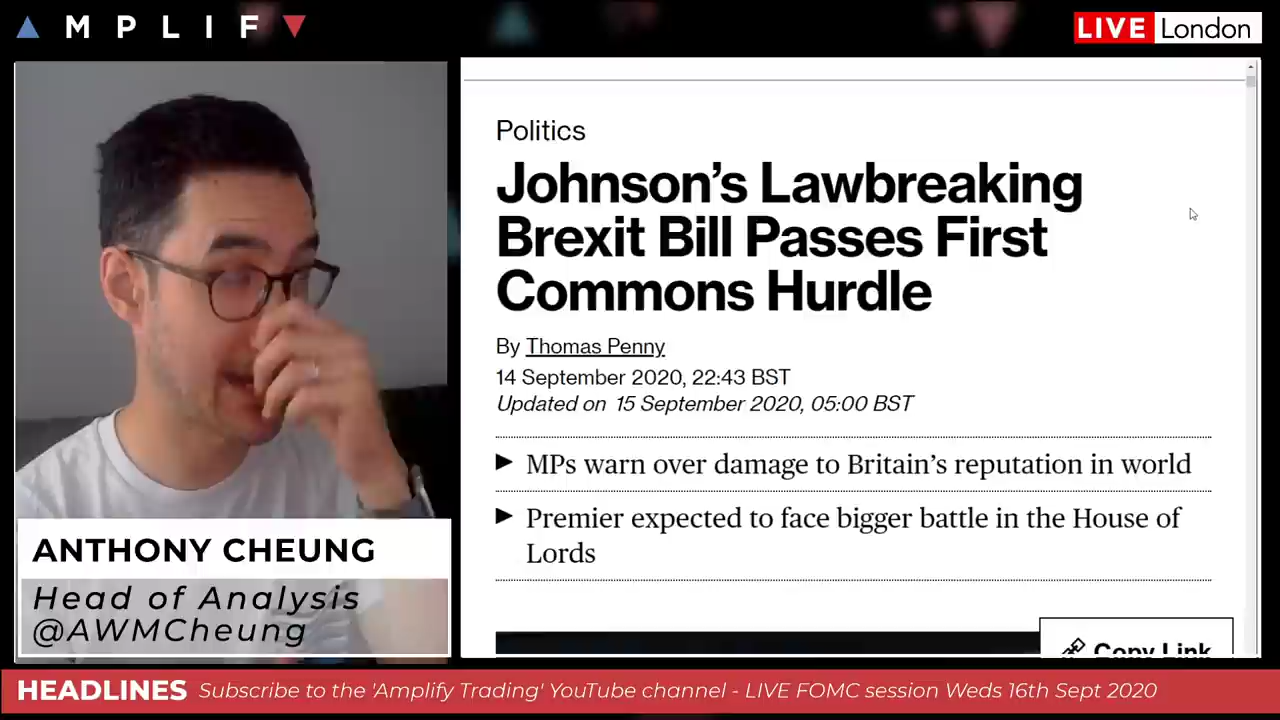 AMPLIFY
LIVE London
Politics
Johnson's Lawbreaking
Brexit Bill Passes First
Commons Hurdle
By Thomas Penny
14 September 2020, 22:43 BST
Updated on 15 September 2020, 05:00 BST
MPs warn over damage to Britain's reputation in world
Premier expected to face bigger battle in the House of
Lords
Copy Link
ANTHONY CHEUNG
Head of Analysis
@AWMCheung
HEADLINES Subscribe to the 'Amplify Trading' YouTube channel - LIVE FOMC session Weds 16th Sept 2020